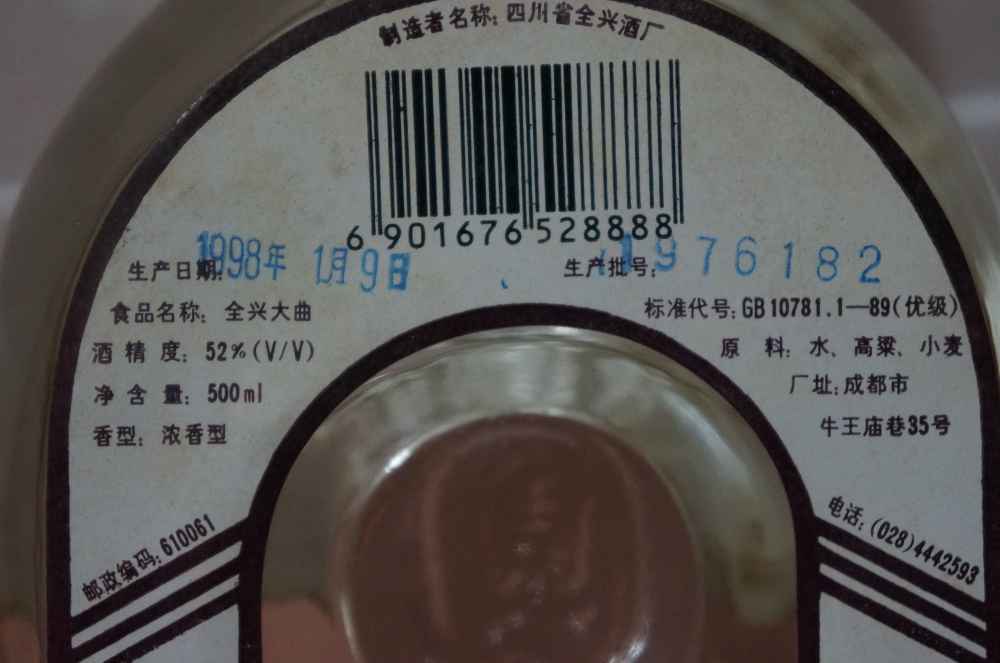 制造者名称：四川省全兴酒厂
6 901676 528888
生产日期：1998年 1月9日
生产批号：1976182
食品名称：全兴大曲
标准代号：GB10781.1—89（优级）
酒精度：52%(V/V)
原料：水、高粱、小麦
净含量：500ml
厂址：成都市
香型：浓香型
牛王庙巷35号
邮政编码：610061
电话：(028)4442593